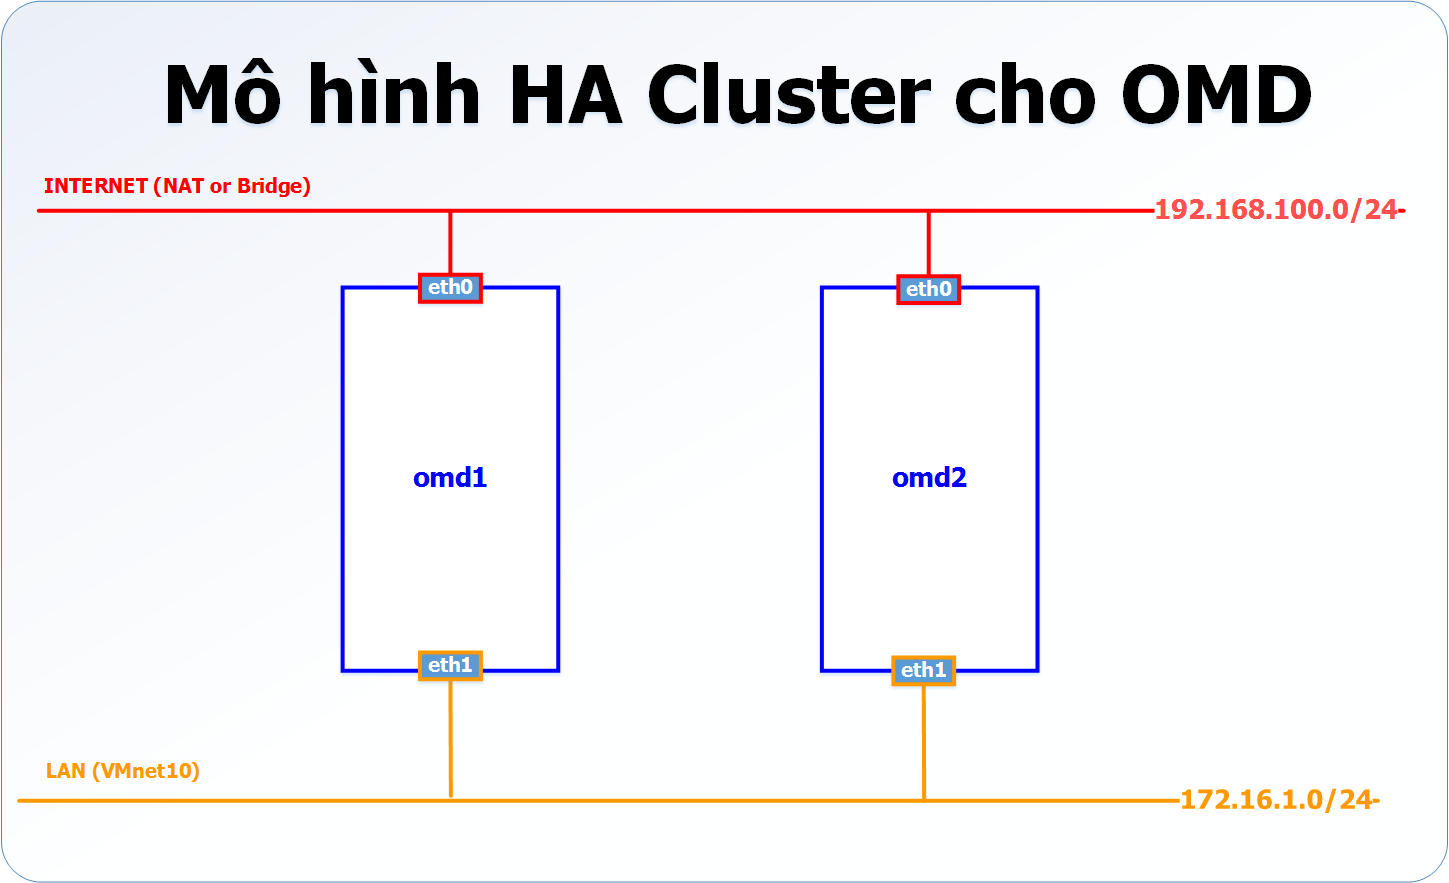 Mô hình HA Cluster cho OMD
INTERNET (NAT or Bridge)
192.168.100.0/24
eth0
eth0
omd1
omd2
eth1
eth1
LAN (VMnet10)
172.16.1.0/24